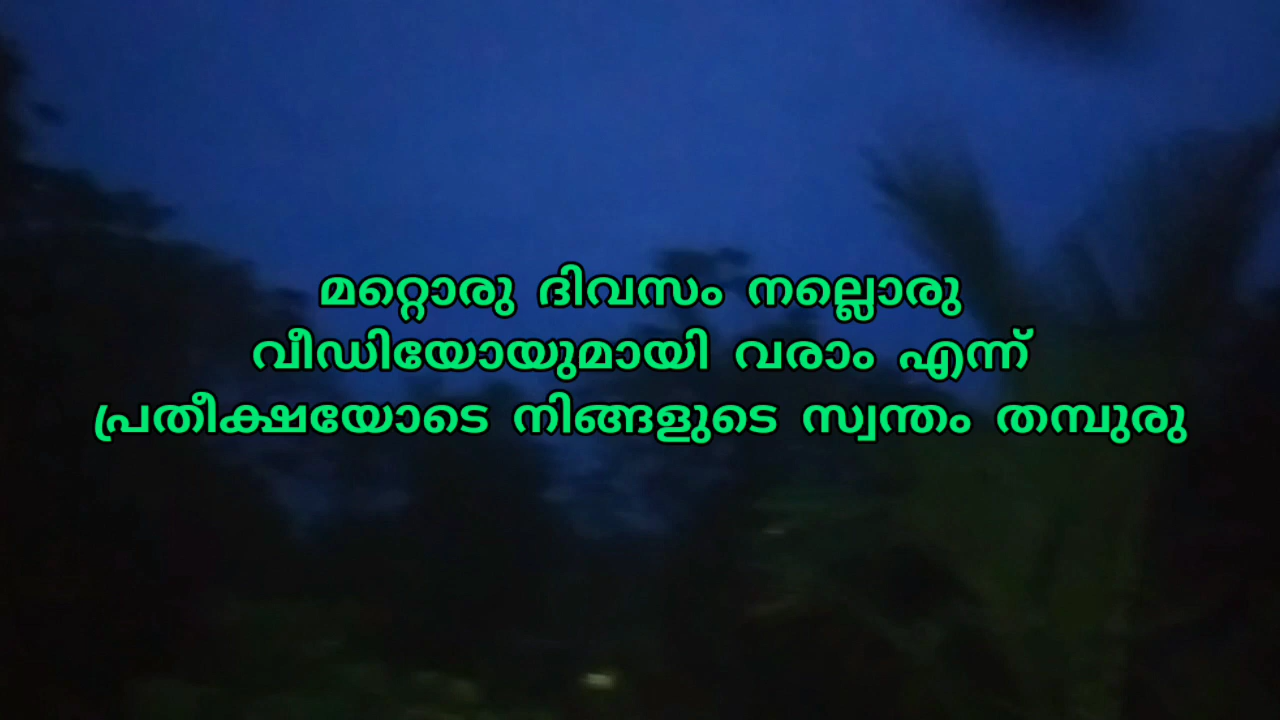 മറ്റൊരു ദിവസം നല്ലൊരു
വീഡിയോയുമായി വരാം എന്ന്
പ്രതീക്ഷയോടെ നിങ്ങളുടെ സ്വന്തം തമ്പുരു